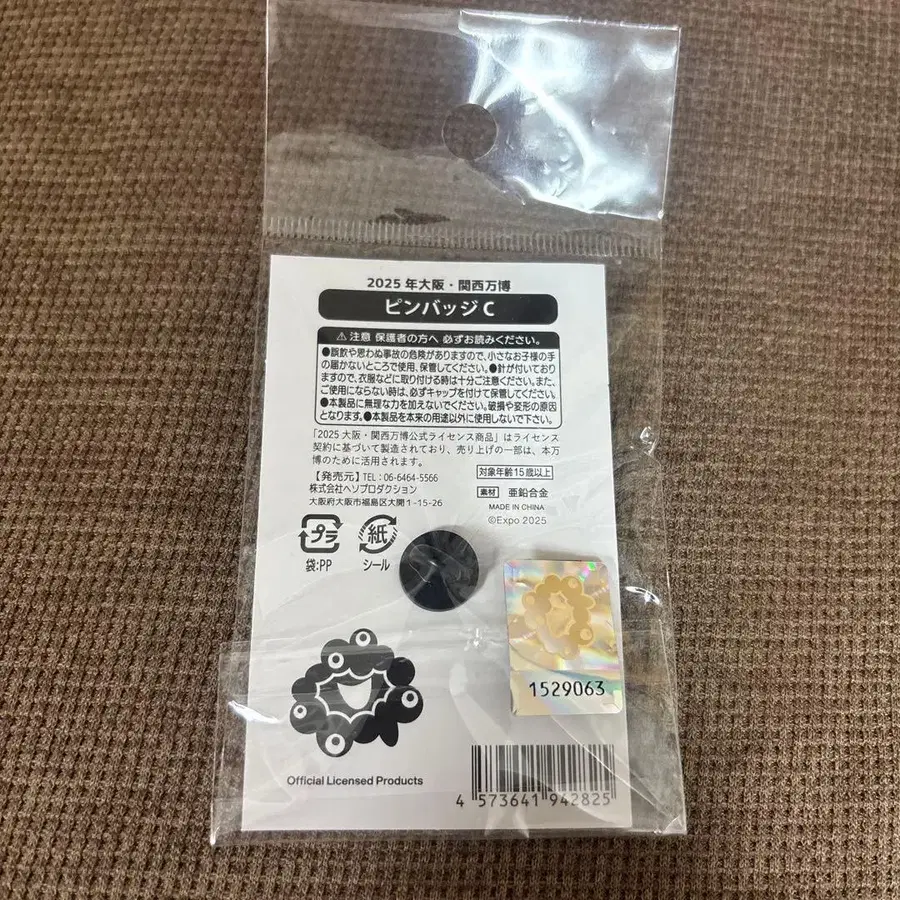 2025年大阪・関西万博
ピンバッジC
⚠注意 保護者の方へ 必ずお読みください。
●誤飲や思わぬ事故の危険がありますので、小さなお子様の手
の届かないところで使用、保管してください。●針が付いており
ますので、衣服などに取り付ける時は十分ご注意ください。また、
ご使用にならない時は、必ずキャップを付けて保管してください。
●本製品に無理な力を加えないでください。破損や変形の原因
となります。●本製品を本来の用途以外に使用しないで下さい。
「2025大阪・関西万博公式ライセンス商品」はライセンス
契約に基づいて製造されており、売り上げの一部は、本万
博のために活用されます。
対象年齢15歳以上
【発売元】TEL:06-6464-5566
株式会社ヘソプロダクション
大阪府大阪市福島区大開1-15-26
素材 亜鉛合金
MADE IN CHINA
©Expo 2025
プラ
袋:PP
紙
シール
1529063
Official Licensed Products
4 573641 942825